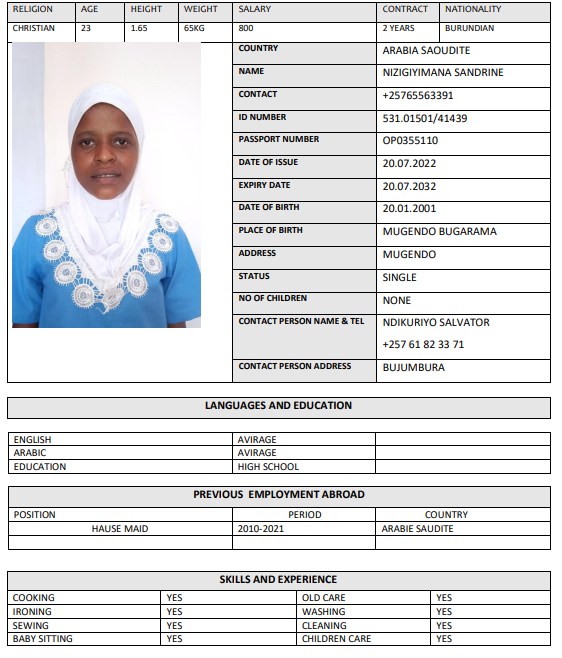 RELIGION AGE HEIGHT WEIGHT SALARY CONTRACT NATIONALITY
CHRISTIAN 23 1.65 65KG 800 2 YEARS BURUNDIAN
COUNTRY ARABIA SAOUDITE
NAME NIZIGIYIMANA SANDRINE
CONTACT +25765563391
ID NUMBER 531.01501/41439
PASSPORT NUMBER OP0355110
DATE OF ISSUE 20.07.2022
EXPIRY DATE 20.07.2032
DATE OF BIRTH 20.01.2001
PLACE OF BIRTH MUGENDO BUGARAMA
ADDRESS MUGENDO
STATUS SINGLE
NO OF CHILDREN NONE
CONTACT PERSON NAME & TEL NDIKURIYO SALVATOR
+257 61 82 33 71
CONTACT PERSON ADDRESS BUJUMBURA
LANGUAGES AND EDUCATION
ENGLISH AVIRAGE
ARABIC AVIRAGE
EDUCATION HIGH SCHOOL
PREVIOUS EMPLOYMENT ABROAD
POSITION PERIOD COUNTRY
HAUSE MAID 2010-2021 ARABIE SAUDITE
SKILLS AND EXPERIENCE
COOKING YES OLD CARE YES
IRONING YES WASHING YES
SEWING YES CLEANING YES
BABY SITTING YES CHILDREN CARE YES